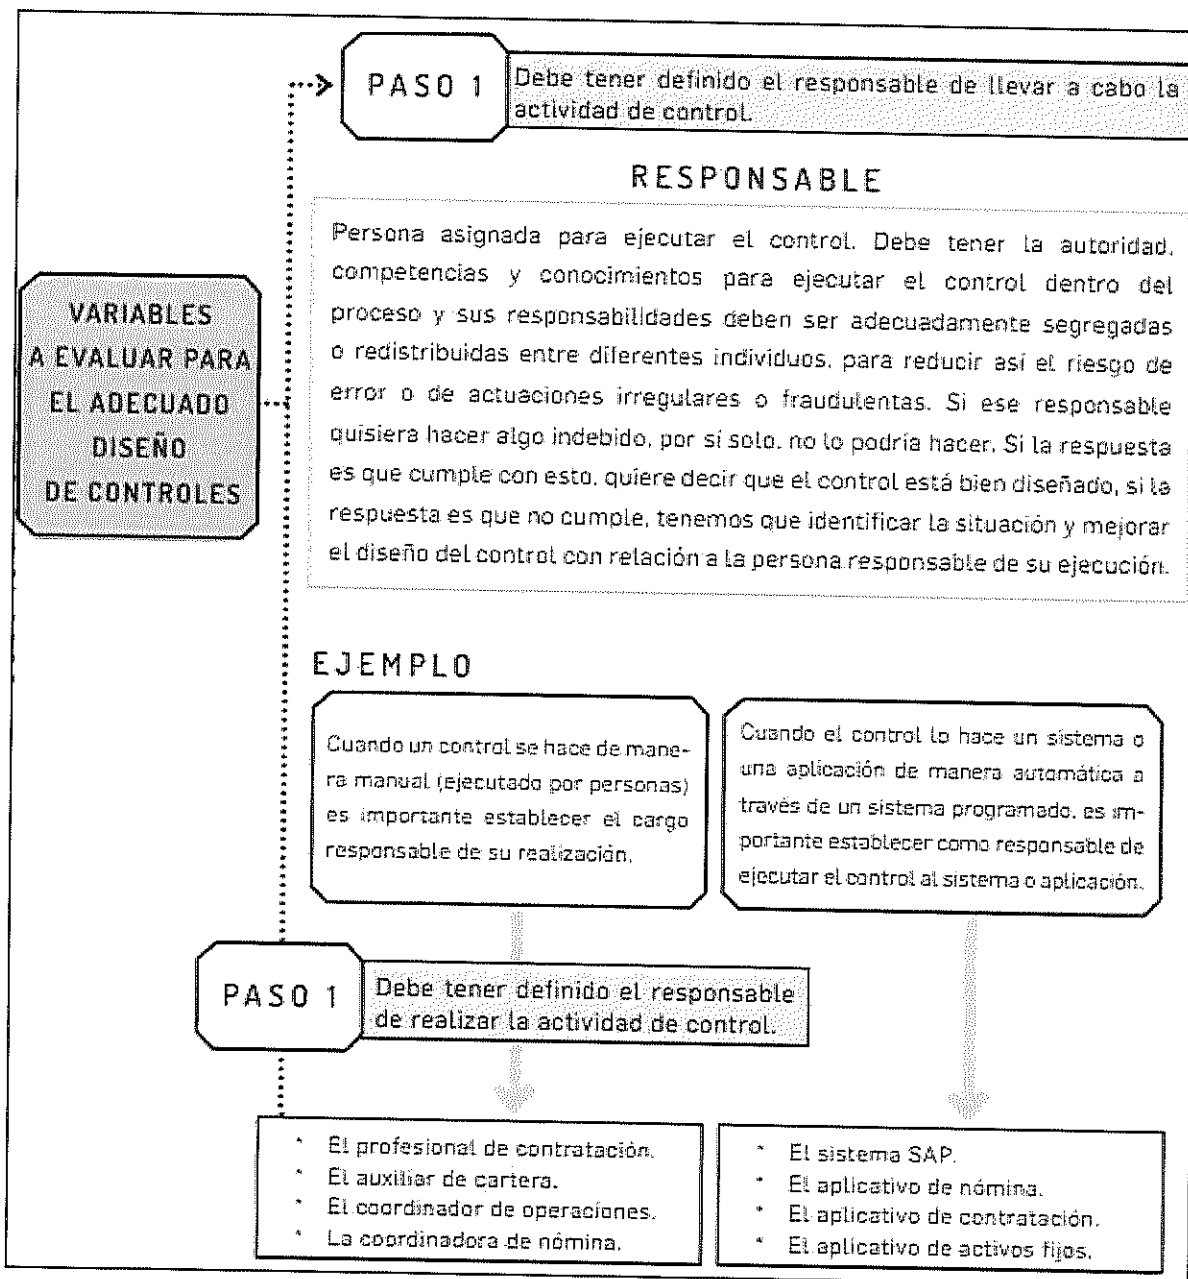 PASO 1
Debe tener definido el responsable de llevar a cabo la
actividad de control.
RESPONSABLE
Persona asignada para ejecutar el control. Debe tener la autoridad,
competencias y conocimientos para ejecutar el control dentro del
proceso y sus responsabilidades deben ser adecuadamente segregadas
o redistribuidas entre diferentes individuos, para reducir así el riesgo de
error o de actuaciones irregulares o fraudulentas. Si ese responsable
quisiera hacer algo indebido, por sí solo, no lo podría hacer. Si la respuesta
es que cumple con esto, quiere decir que el control está bien diseñado, si la
respuesta es que no cumple, tenemos que identificar la situación y mejorar
el diseño del control con relación a la persona responsable de su ejecución.
VARIABLES
A EVALUAR PARA
EL ADECUADO
DISEÑO
DE CONTROLES
EJEMPLO
Cuando un control se hace de mane-
ra manual (ejecutado por personas)
es importante establecer el cargo
responsable de su realización.
Cuando el control lo hace un sistema o
una aplicación de manera automática a
través de un sistema programado, es im-
portante establecer como responsable de
ejecutar el control al sistema o aplicación.
PASO 1
Debe tener definido el responsable
de realizar la actividad de control.
* El profesional de contratación.
* El auxiliar de cartera.
* El coordinador de operaciones.
* La coordinadora de nómina.
* El sistema SAP.
* El aplicativo de nómina.
* El aplicativo de contratación.
* El aplicativo de activos fijos.